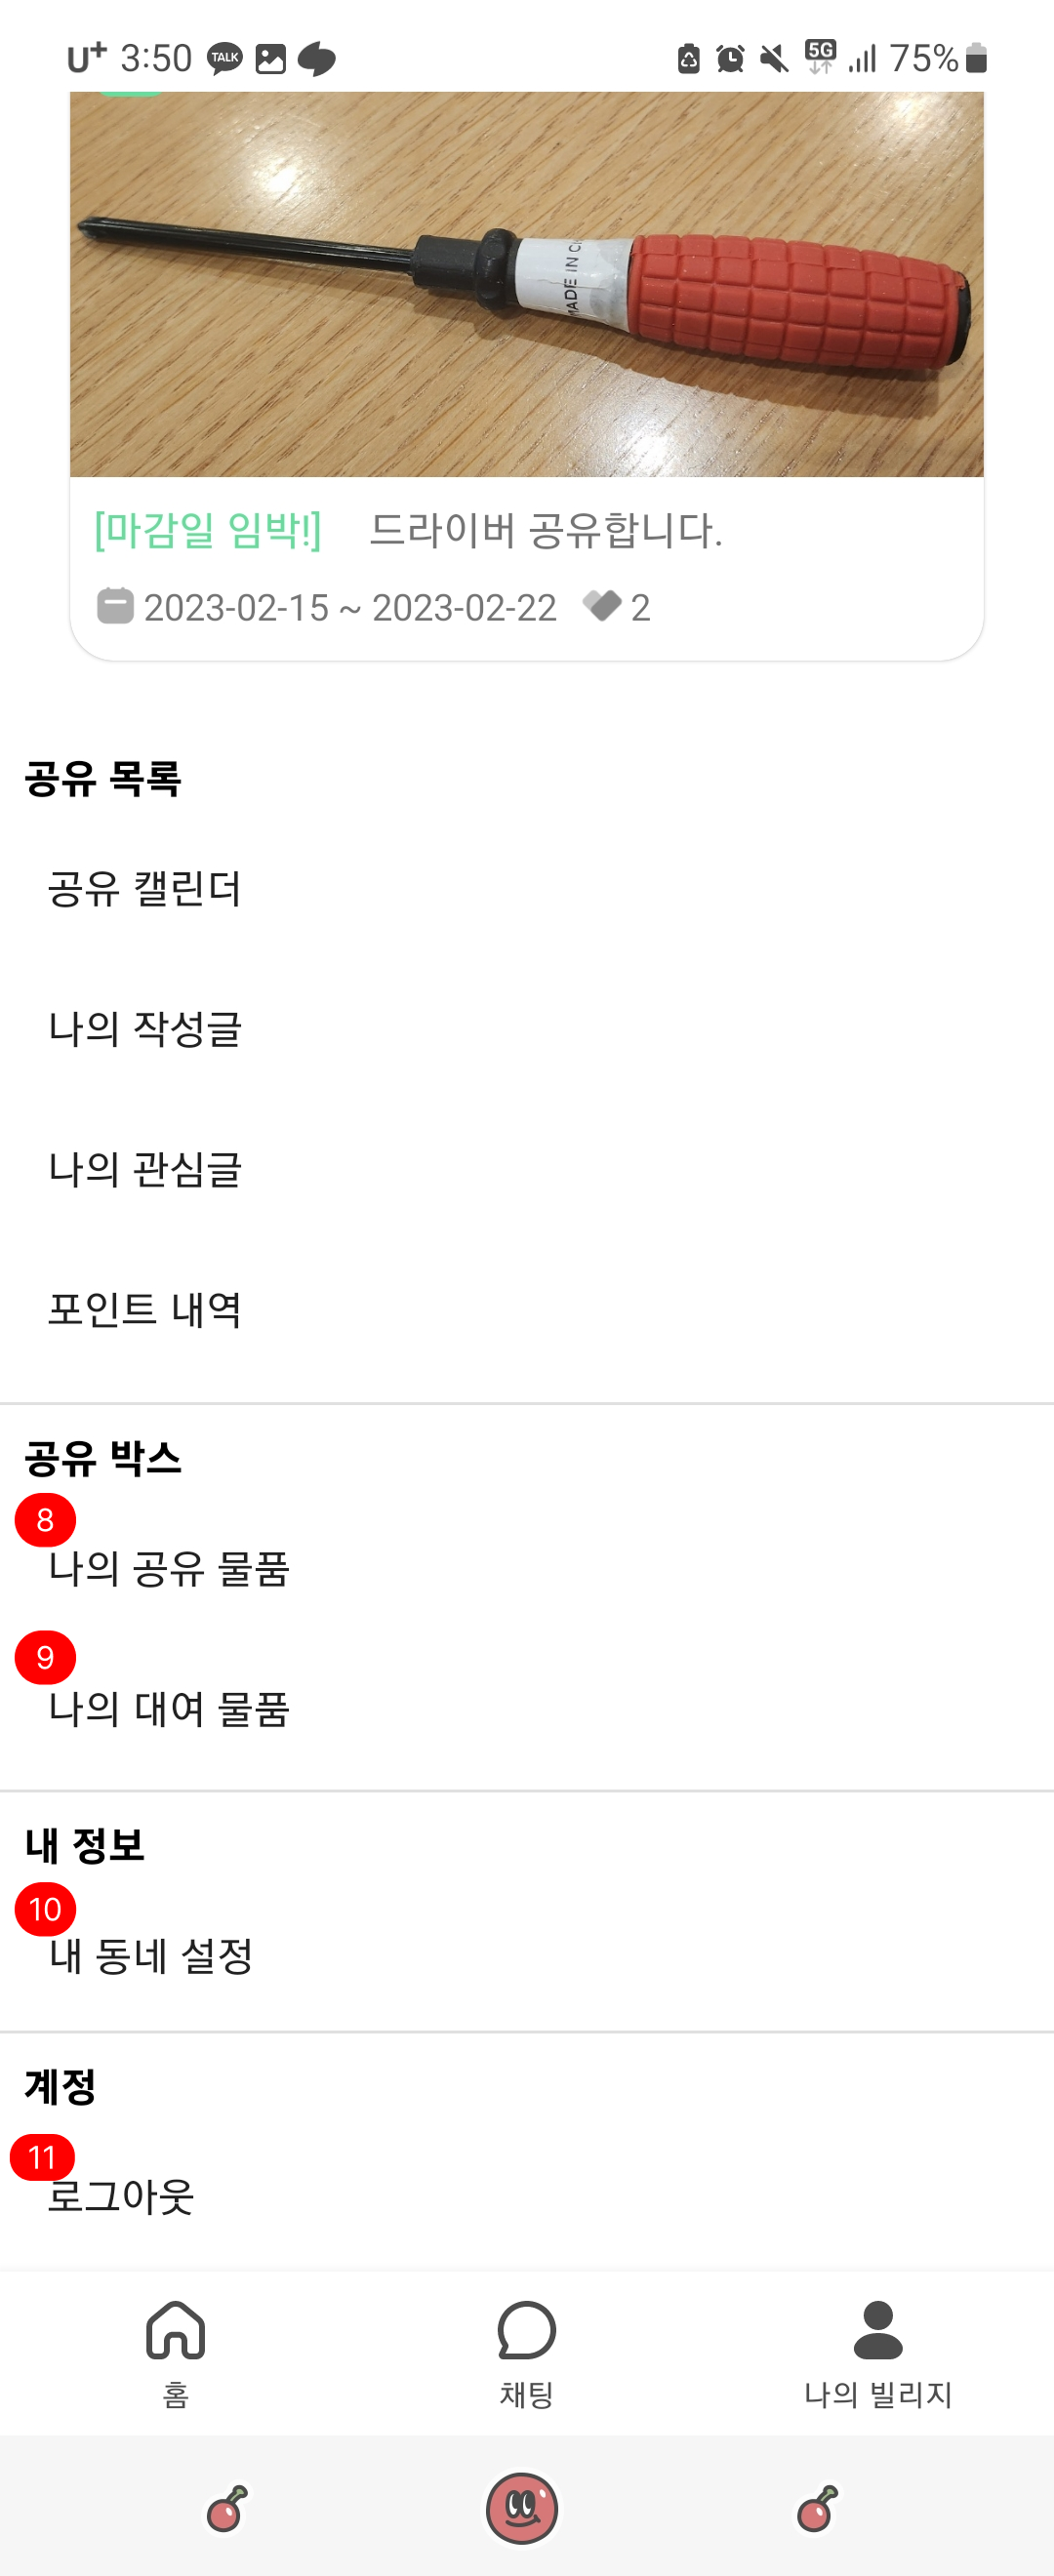 U+ 3:50 TALK 5G 75%
MADE IN
[마감일 임박!] 드라이버 공유합니다.
2023-02-15 ~ 2023-02-22 2
공유 목록
공유 캘린더
나의 작성글
나의 관심글
포인트 내역
공유 박스
8
나의 공유 물품
9
나의 대여 물품
내 정보
10
내 동네 설정
계정
11
로그아웃
홈 채팅 나의 빌리지